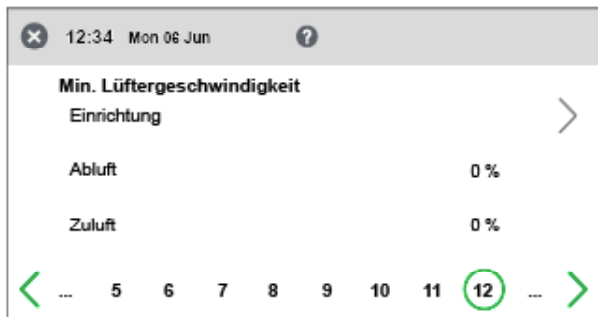 12:34 Mon 06 Jun ?
Min. Lüftergeschwindigkeit
Einrichtung
Abluft 0 %
Zuluft 0 %
... 5 6 7 8 9 10 11 12 ...